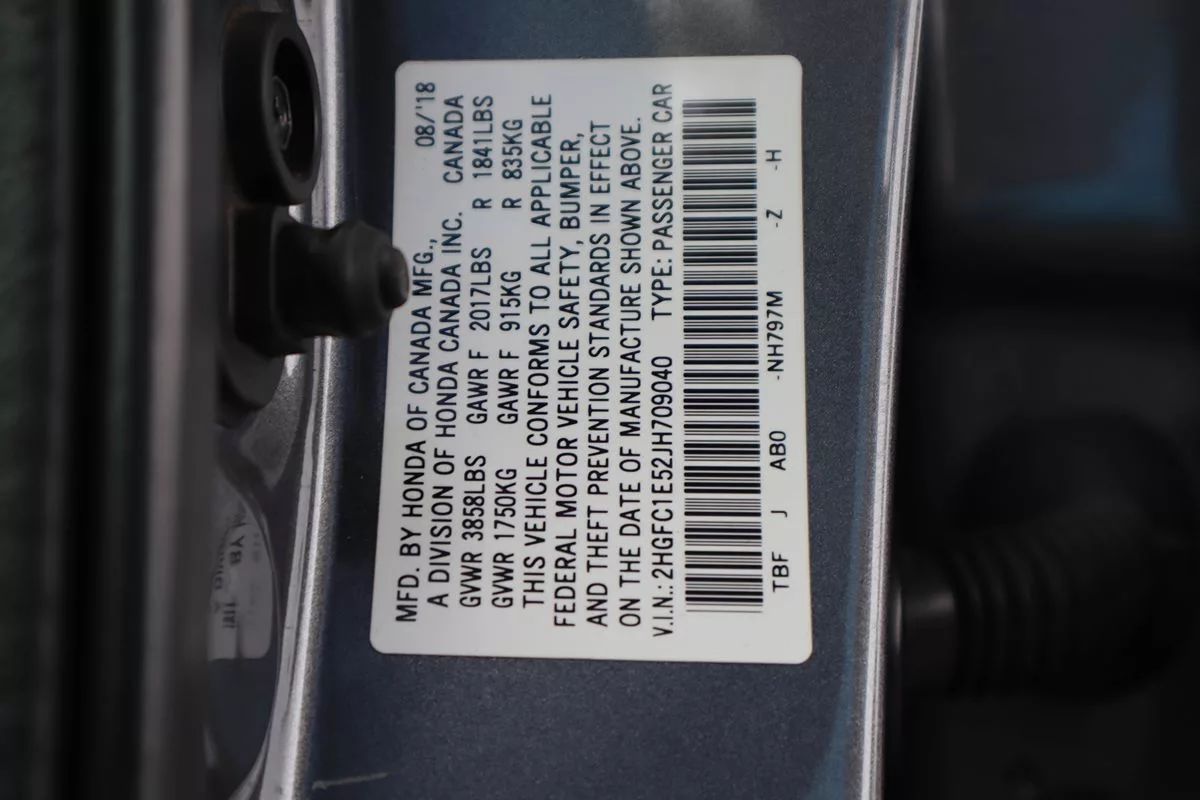 MFD. BY HONDA OF CANADA MFG., 08/'18
A DIVISION OF HONDA CANADA INC. CANADA
GVWR 3858LBS GAWR F 2017LBS R 1841LBS
GVWR 1750KG GAWR F 915KG R 835KG
THIS VEHICLE CONFORMS TO ALL APPLICABLE
FEDERAL MOTOR VEHICLE SAFETY, BUMPER,
AND THEFT PREVENTION STANDARDS IN EFFECT
ON THE DATE OF MANUFACTURE SHOWN ABOVE.
V.I.N.: 2HGFC1E52JH709040 TYPE: PASSENGER CAR
TBF J AB0 -NH797M -Z -H